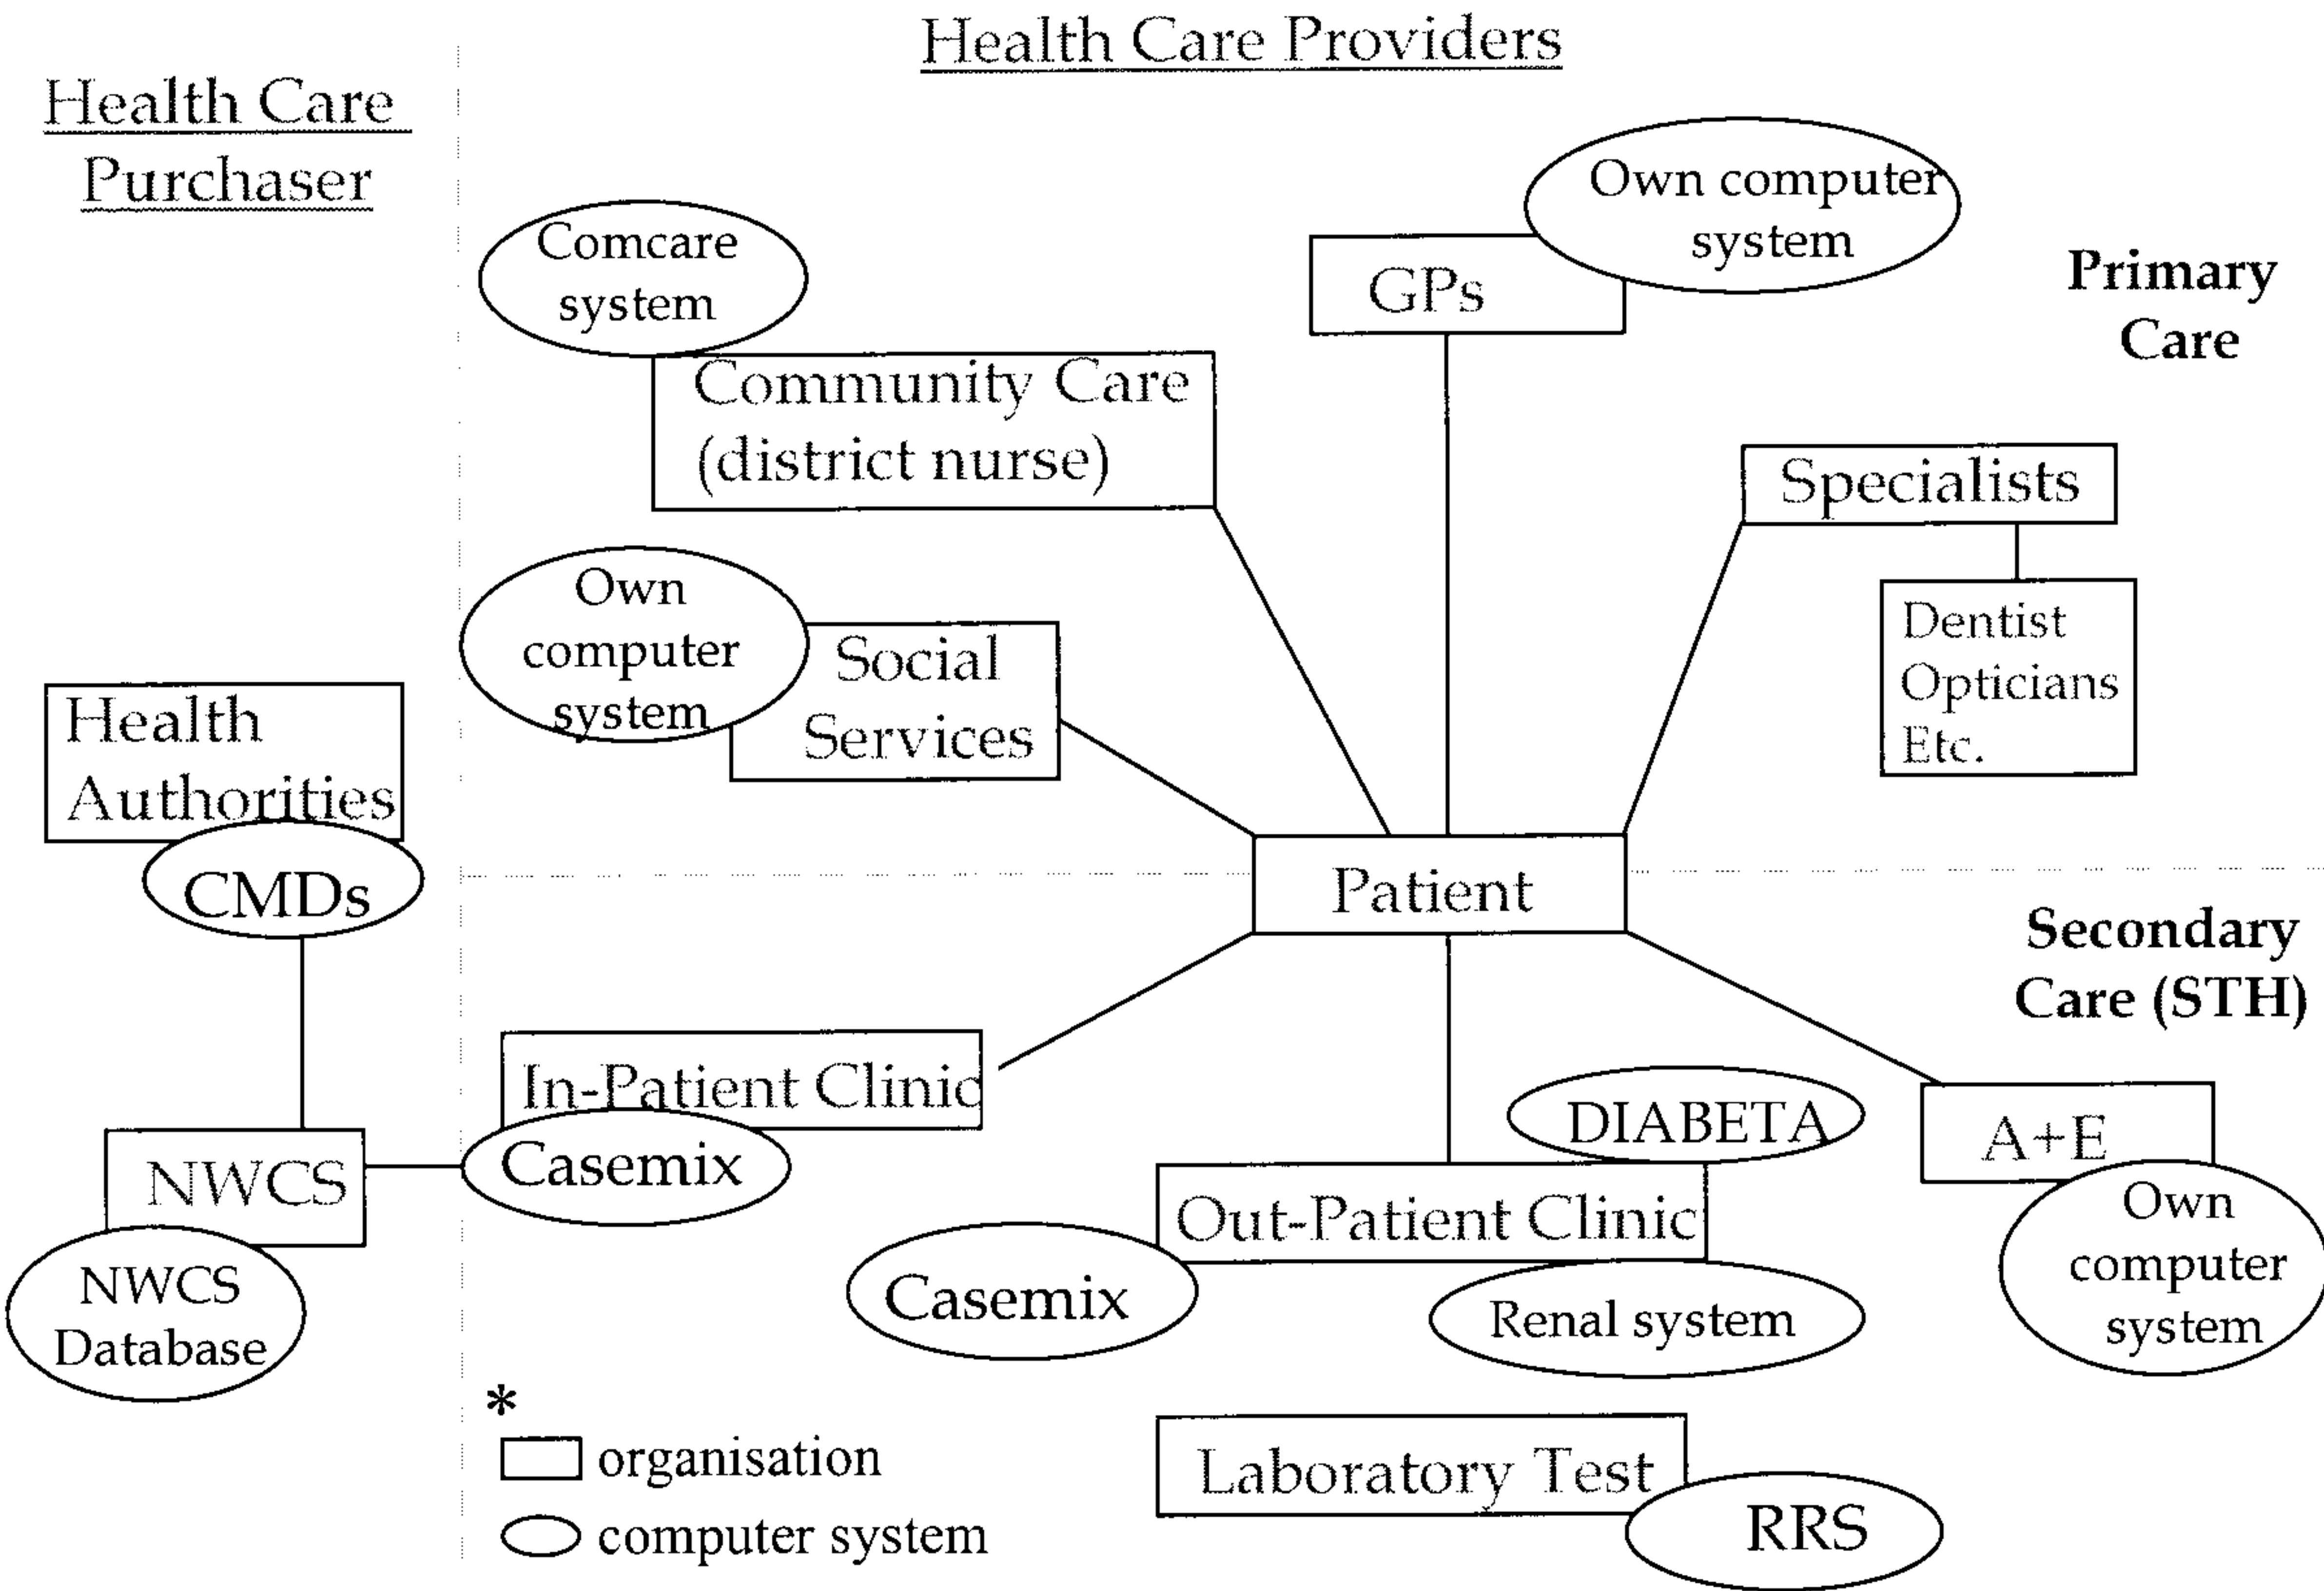 Health Care Providers
Health Care
Purchaser
Own computer
system
Comcare
system
GPs
Primary
Care
Community Care
(district nurse)
Specialists
Own
computer
system
Social
Services
Dentist
Opticians
Etc.
Health
Authorities
CMDs
Patient
Secondary
Care (STH)
In-Patient Clinic
Casemix
DIABETA
A+E
NWCS
Out-Patient Clinic
Own
computer
system
NWCS
Database
Casemix
Renal system
*
organisation
computer system
Laboratory Test
RRS